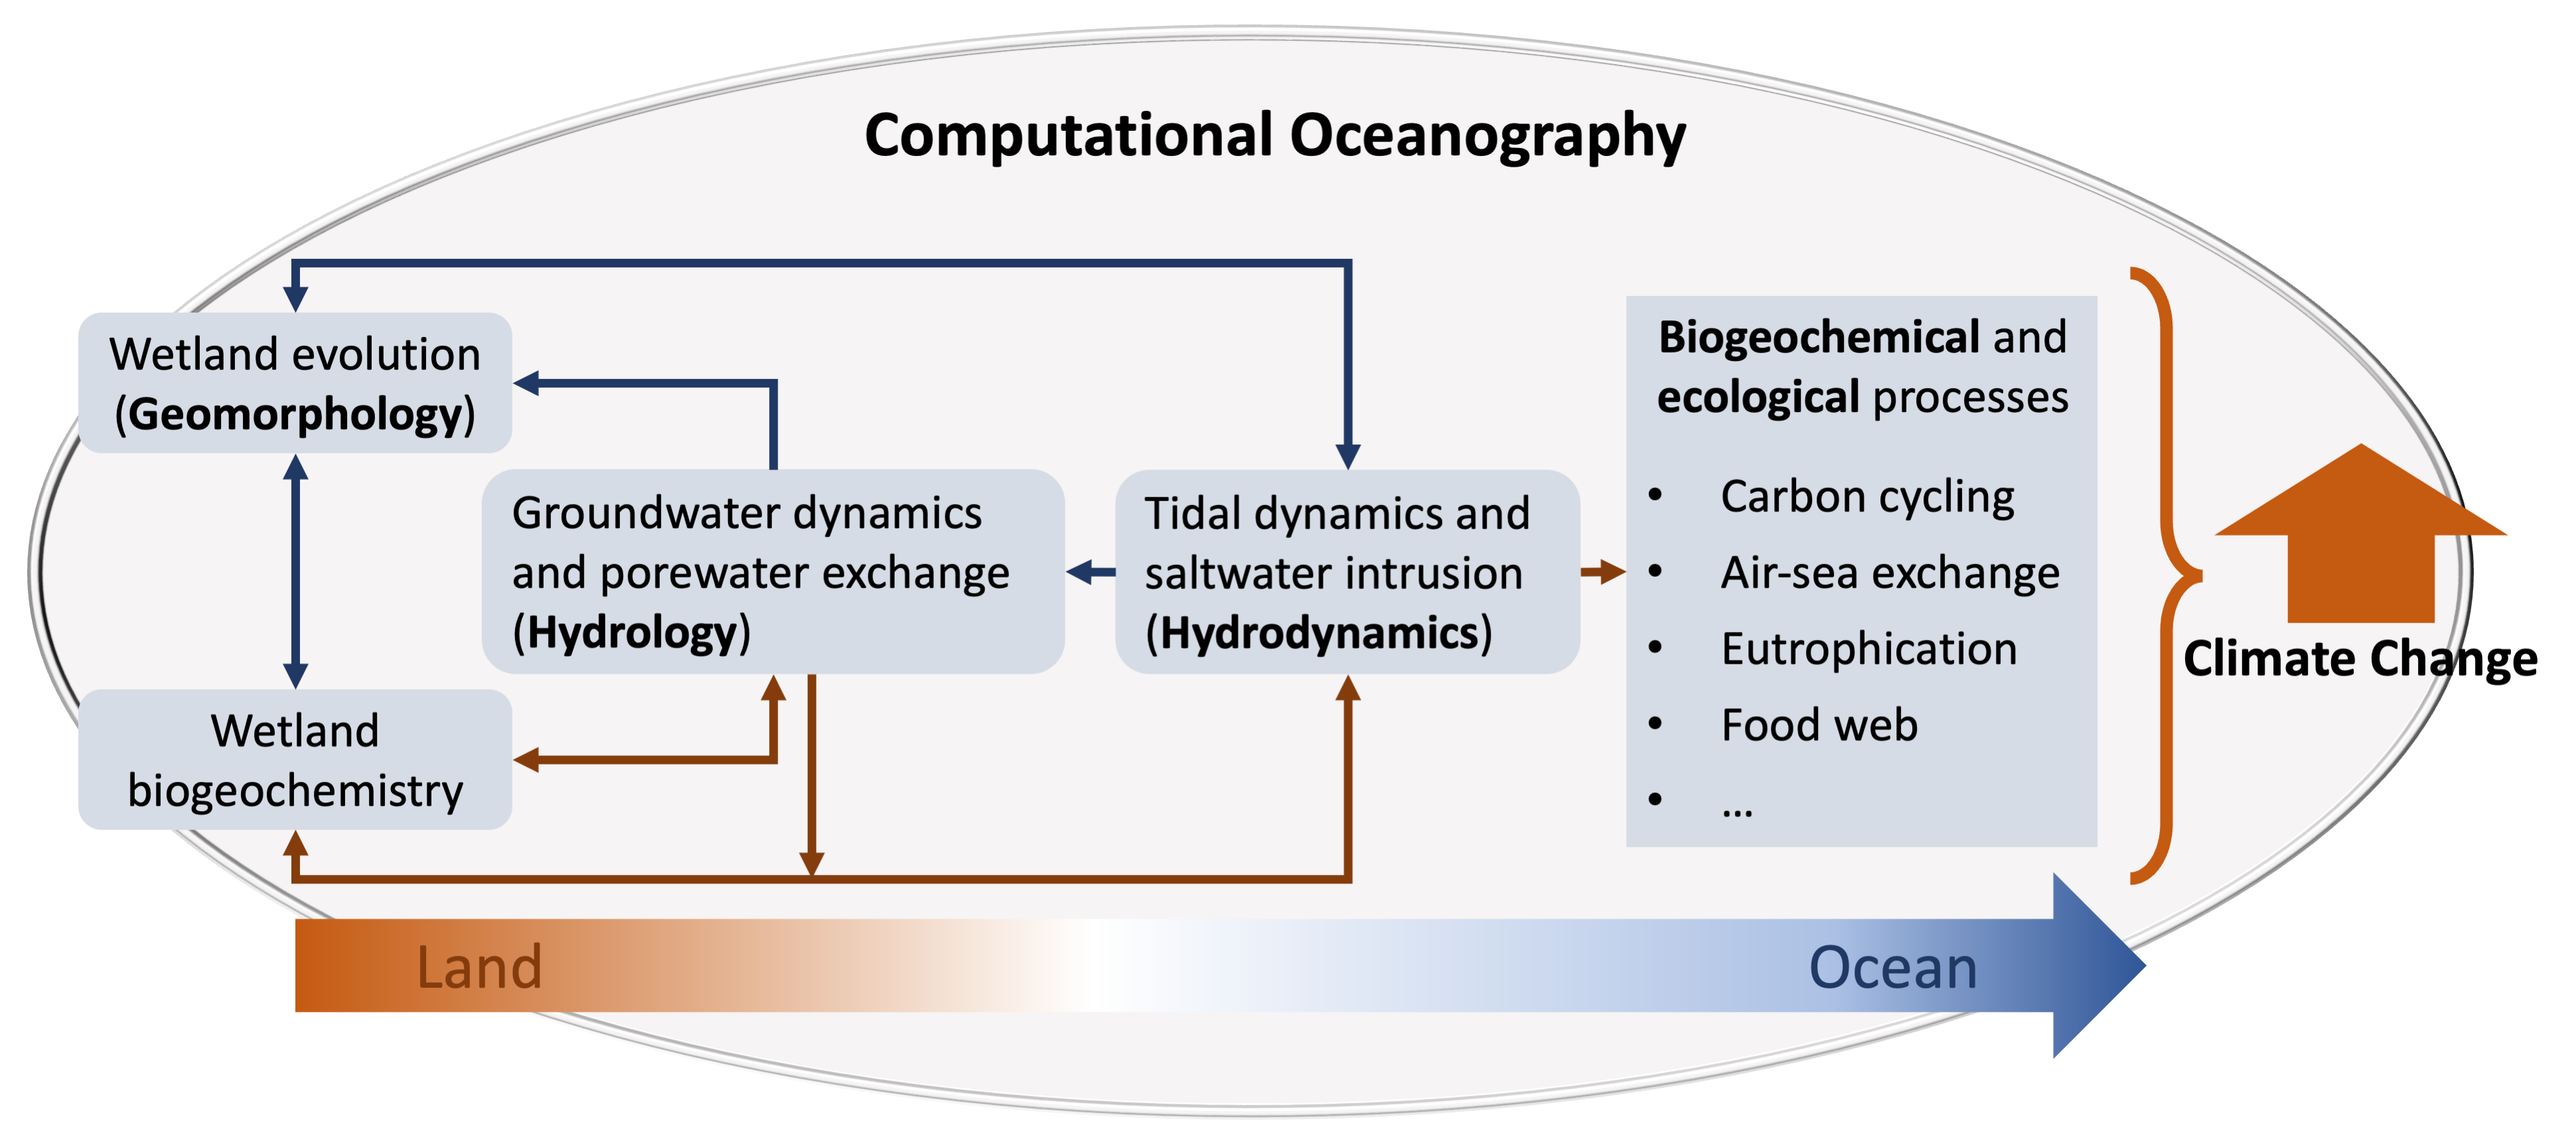 Computational Oceanography
Wetland evolution
(Geomorphology)
Groundwater dynamics
and porewater exchange
(Hydrology)
Tidal dynamics and
saltwater intrusion
(Hydrodynamics)
Wetland
biogeochemistry
Biogeochemical and
ecological processes
• Carbon cycling
• Air-sea exchange
• Eutrophication
• Food web
• ...
Climate Change
Land
Ocean